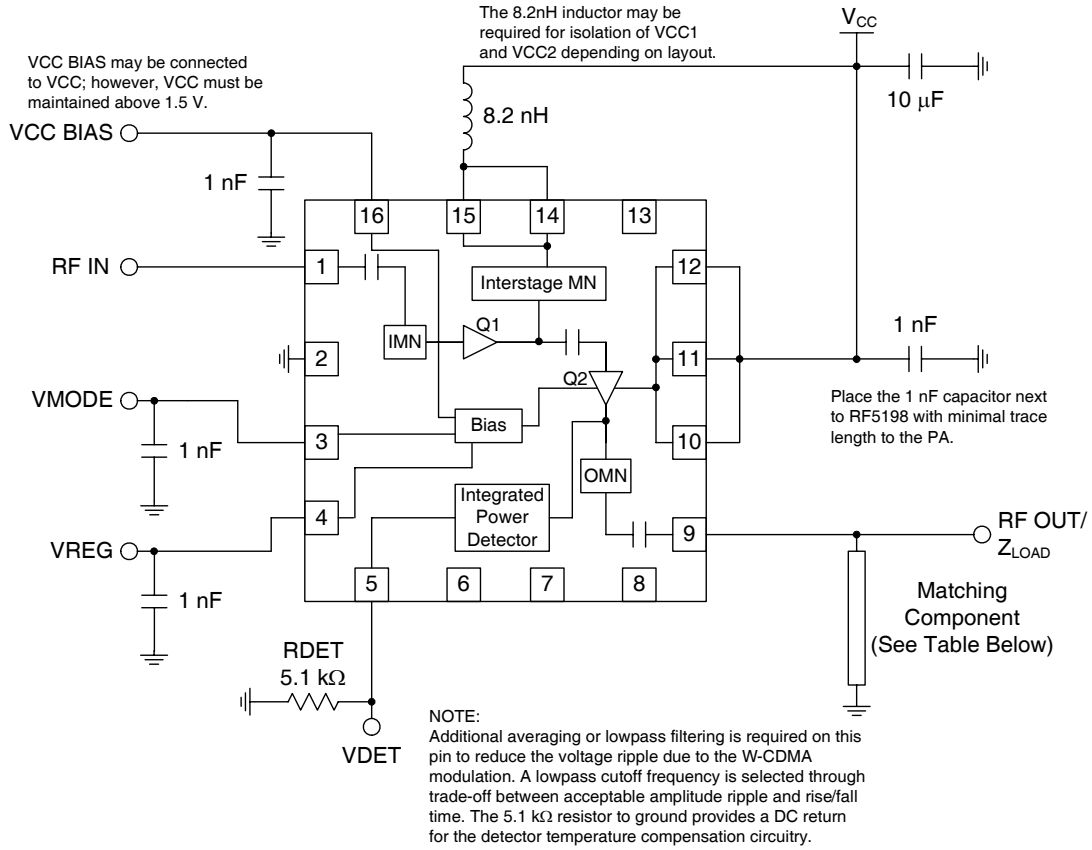 The 8.2nH inductor may be
required for isolation of VCC1
and VCC2 depending on layout.
VCC
VCC BIAS may be connected
to VCC; however, VCC must be
maintained above 1.5 V.
10 μF
8.2 nH
VCC BIAS
1 nF
16
15
14
13
RF IN
1
12
Interstage MN
Q1
IMN
1 nF
2
11
Q2
VMODE
Place the 1 nF capacitor next
to RF5198 with minimal trace
length to the PA.
Bias
3
10
1 nF
OMN
4
Integrated
Power
Detector
9
RF OUT/
ZLOAD
VREG
5
6
7
8
1 nF
Matching
Component
(See Table Below)
RDET
5.1 kΩ
VDET
NOTE:
Additional averaging or lowpass filtering is required on this
pin to reduce the voltage ripple due to the W-CDMA
modulation. A lowpass cutoff frequency is selected through
trade-off between acceptable amplitude ripple and rise/fall
time. The 5.1 kΩ resistor to ground provides a DC return
for the detector temperature compensation circuitry.